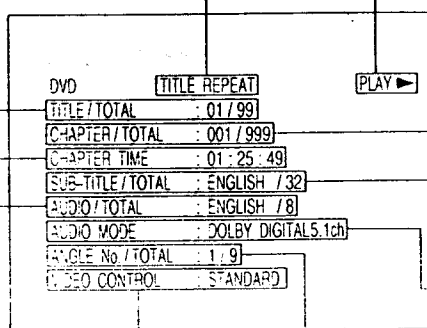 DVD TITLE REPEAT PLAY ►
TITLE/TOTAL : 01/99
CHAPTER/TOTAL : 001/999
CHAPTER TIME : 01:25:49
SUB-TITLE/TOTAL : ENGLISH /32
AUDIO/TOTAL : ENGLISH /8
AUDIO MODE : DOLBY DIGITAL5.1ch
ANGLE No./TOTAL : 1/9
VIDEO CONTROL : STANDARD